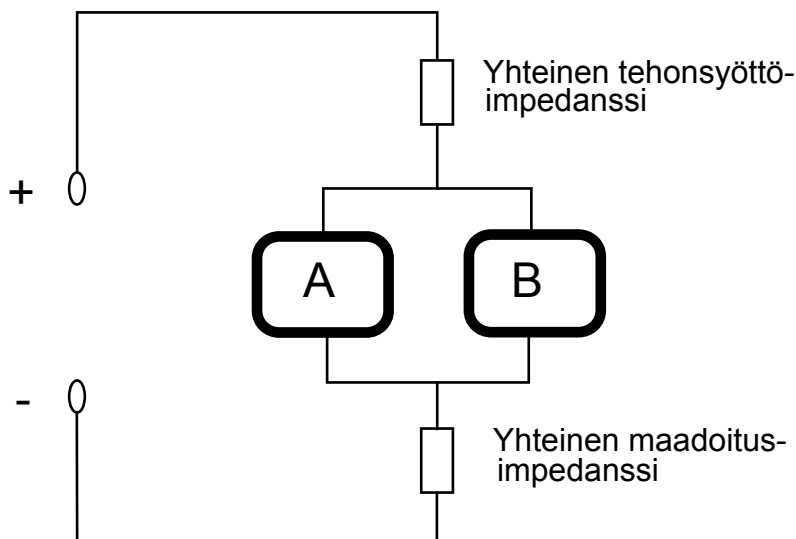 Yhteinen tehonsyöttö-
impedanssi
+
A
B
-
Yhteinen maadoitus-
impedanssi